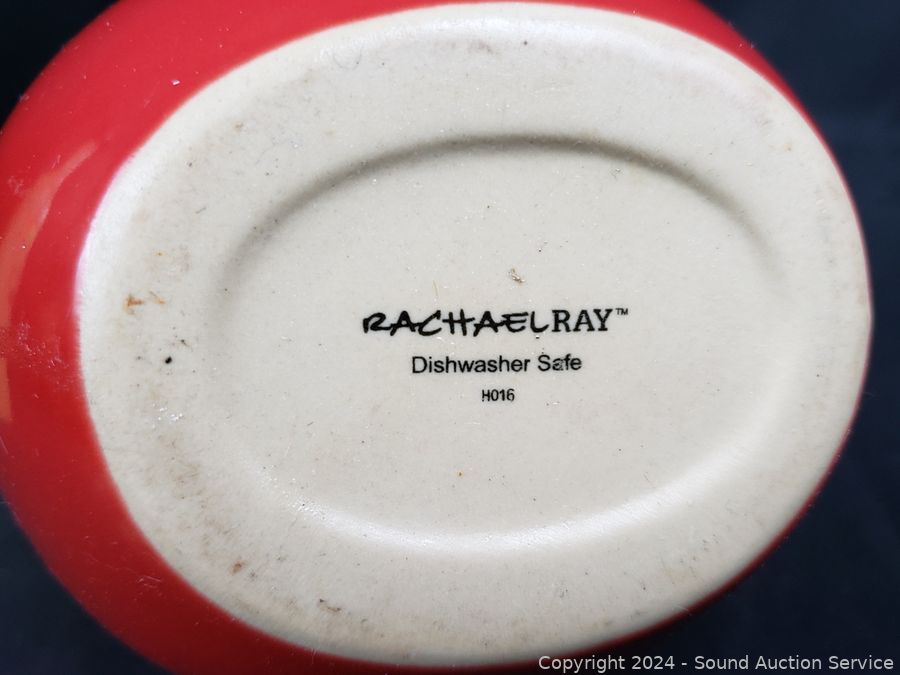 RACHAELRAY™
Dishwasher Safe
H016
Copyright 2024 - Sound Auction Service